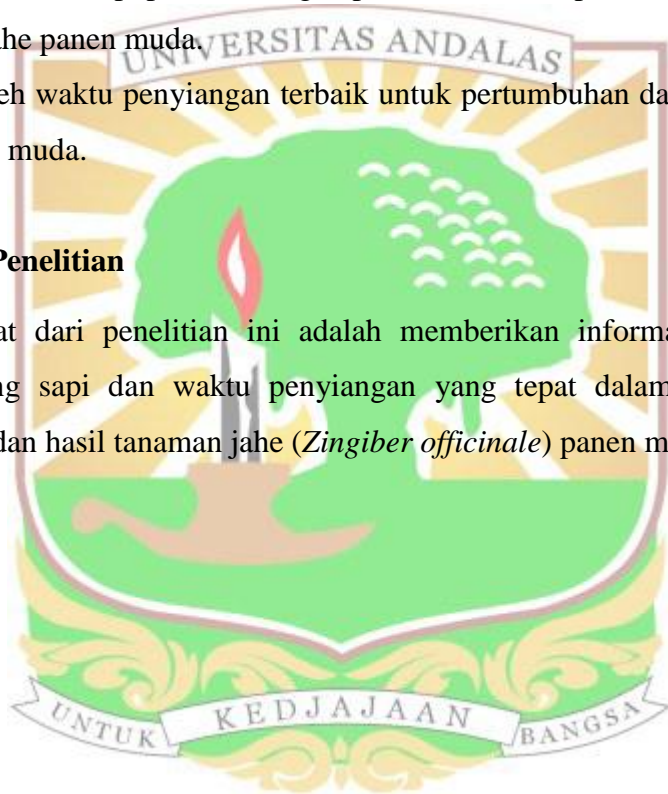 ahe panen muda.
UNIVERSITAS ANDALAS
eh waktu penyiangan terbaik untuk pertumbuhan da
muda.
Penelitian
at dari penelitian ini adalah memberikan informa
ng sapi dan waktu penyiangan yang tepat dalam
dan hasil tanaman jahe (Zingiber officinale) panen m
UNTUK KEDJAJAAN BANGSA